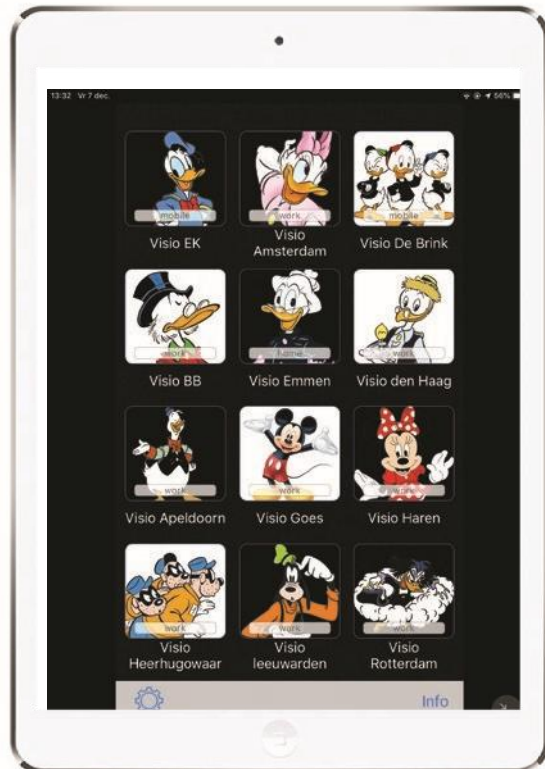 13:32 Vr 7 dec.
56%
mobile
work
mobile
Visio EK
Visio
Amsterdam
Visio De Brink
work
home
work
Visio BB
Visio Emmen
Visio den Haag
work
work
work
Visio Apeldoorn
Visio Goes
Visio Haren
work
work
work
Visio
Heerhugowaar
Visio
leeuwarden
Visio
Rotterdam
Info